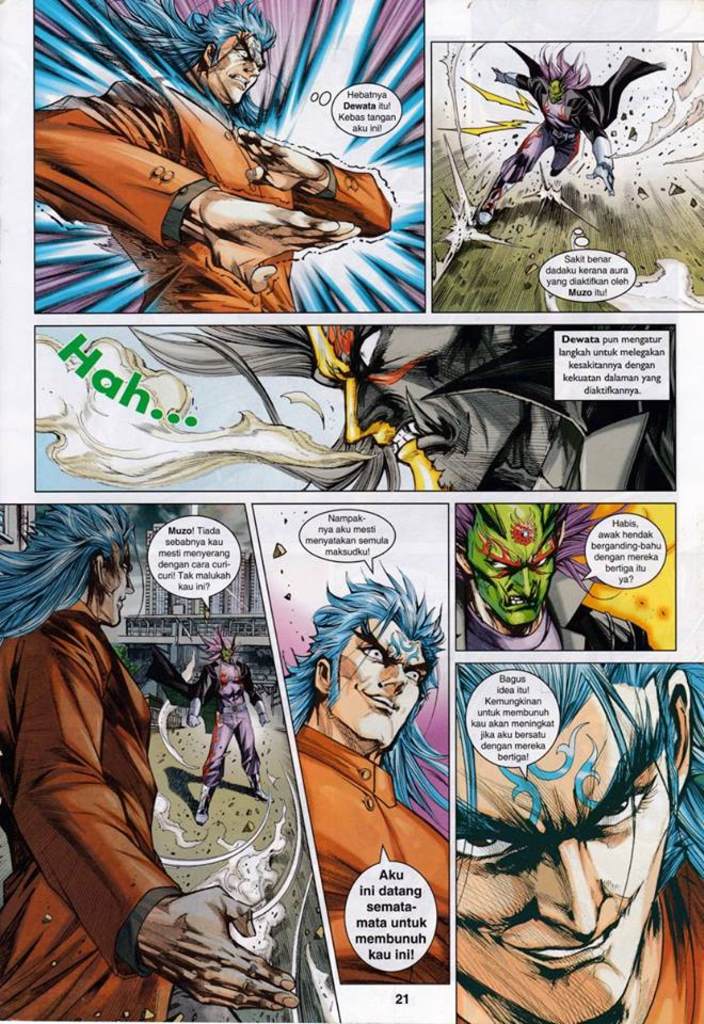 Hebatnya
Dewata itu!
Kebas tangan
aku ini!
Sakit benar
dadaku kerana aura
yang diaktifkan oleh
Muzo itu!
Hah...
Dewata pun mengatur
langkah untuk melegakan
kesakitannya dengan
kekuatan dalaman yang
diaktifkannya.
Muzo! Tiada
sebabnya kau
mesti menyerang
dengan cara curi-
curi! Tak malukah
kau ini?
Nampak-
nya aku mesti
menyatakan semula
maksudku!
Aku
ini datang
semata-
mata untuk
membunuh
kau ini!
Habis,
awak hendak
berganding-bahu
dengan mereka
bertiga itu
ya?
Bagus
idea itu!
Kemungkinan
untuk membunuh
kau akan meningkat
jika aku bersatu
dengan mereka
bertiga!
21